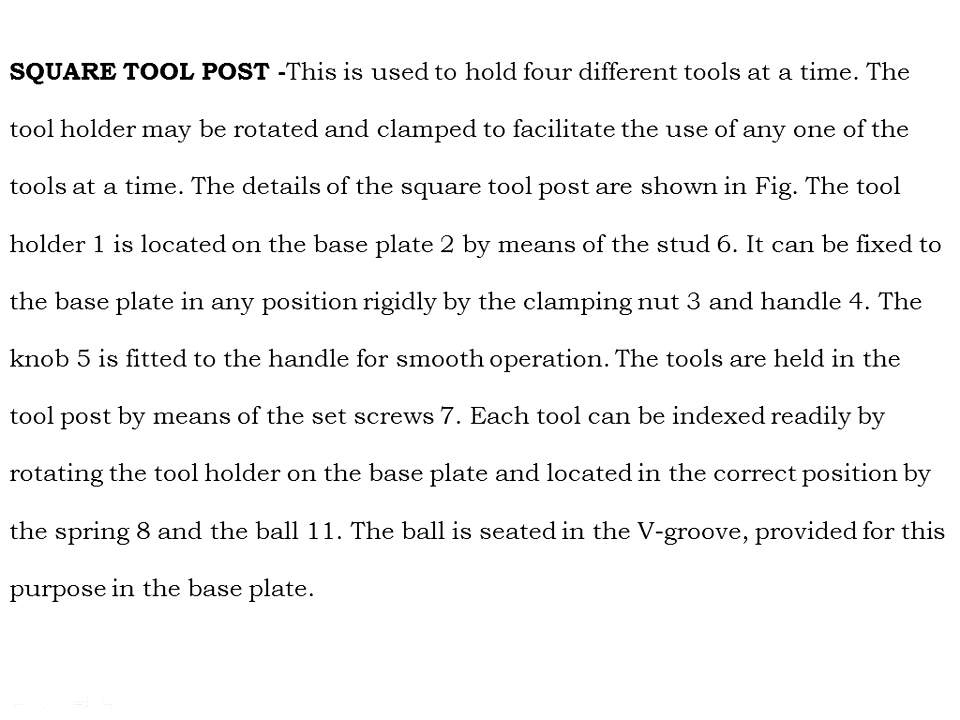 SQUARE TOOL POST -This is used to hold four different tools at a time. The
tool holder may be rotated and clamped to facilitate the use of any one of the
tools at a time. The details of the square tool post are shown in Fig. The tool
holder 1 is located on the base plate 2 by means of the stud 6. It can be fixed to
the base plate in any position rigidly by the clamping nut 3 and handle 4. The
knob 5 is fitted to the handle for smooth operation. The tools are held in the
tool post by means of the set screws 7. Each tool can be indexed readily by
rotating the tool holder on the base plate and located in the correct position by
the spring 8 and the ball 11. The ball is seated in the V-groove, provided for this
purpose in the base plate.